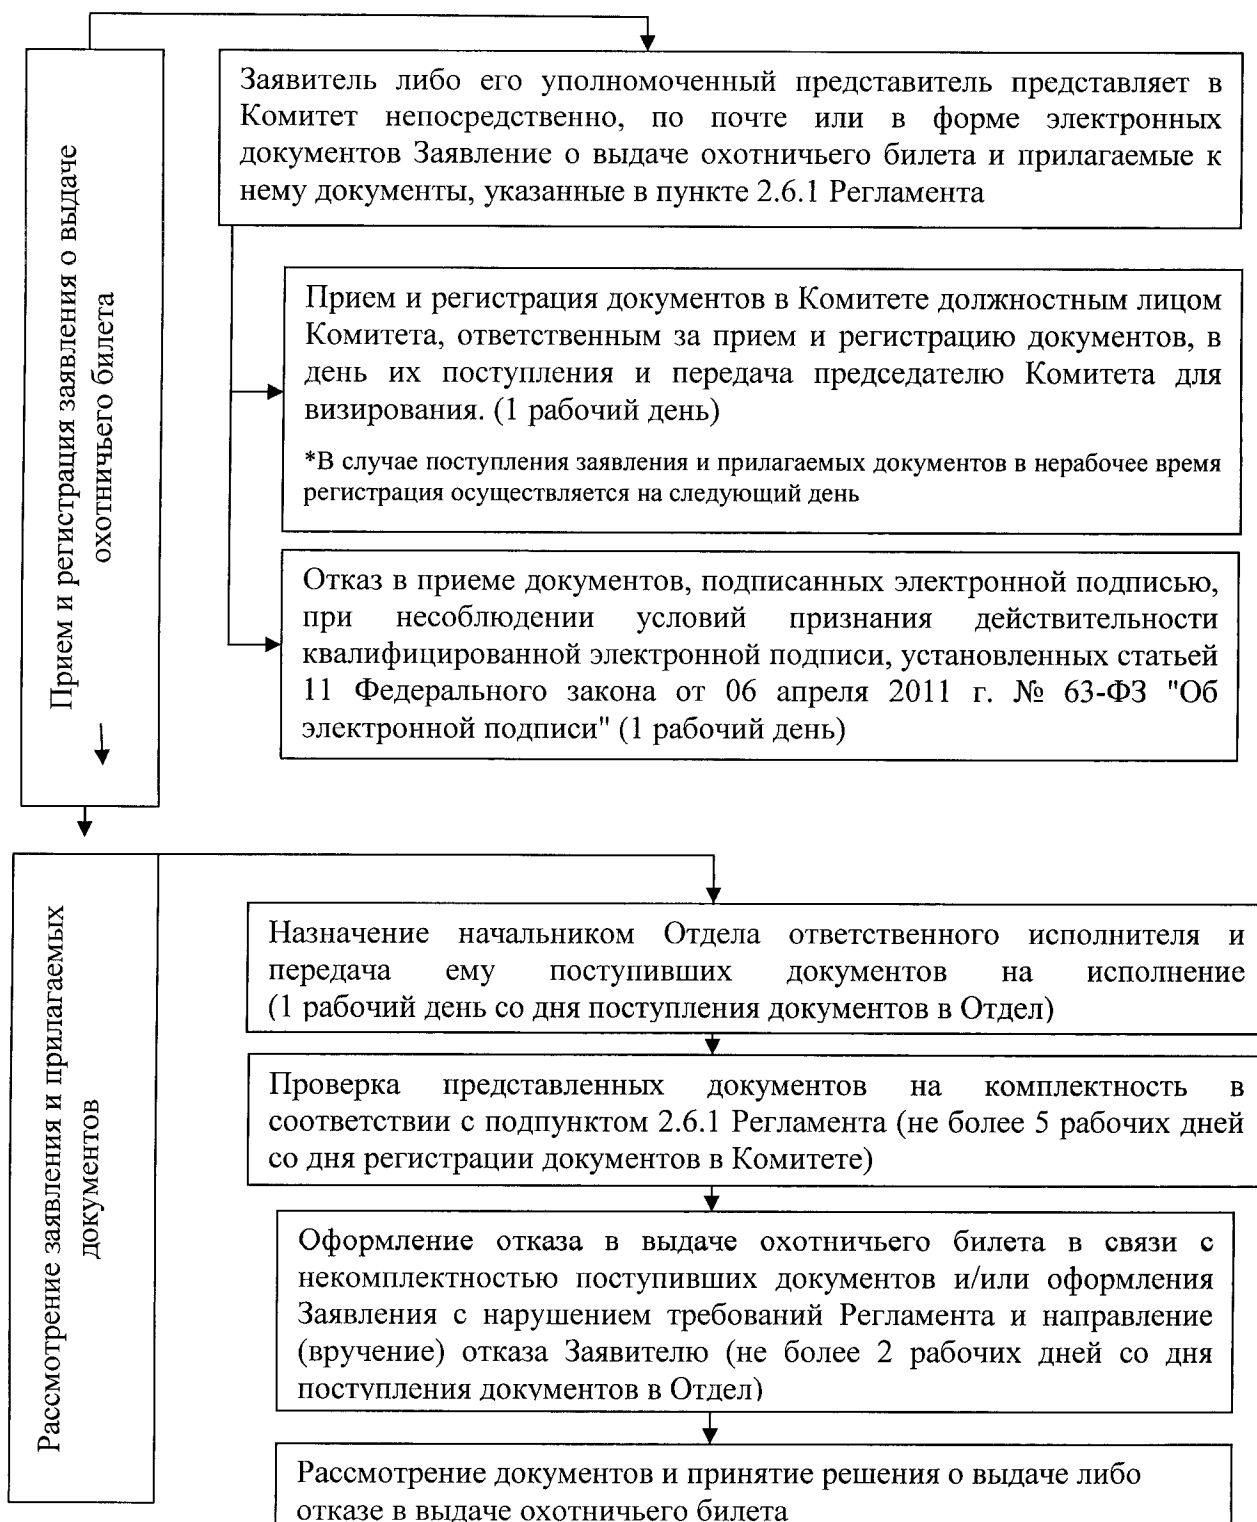 Прием и регистрация заявления о выдаче
охотничьего билета
Заявитель либо его уполномоченный представитель представляет в
Комитет непосредственно, по почте или в форме электронных
документов Заявление о выдаче охотничьего билета и прилагаемые к
нему документы, указанные в пункте 2.6.1 Регламента
Прием и регистрация документов в Комитете должностным лицом
Комитета, ответственным за прием и регистрацию документов, в
день их поступления и передача председателю Комитета для
визирования. (1 рабочий день)
*В случае поступления заявления и прилагаемых документов в нерабочее время
регистрация осуществляется на следующий день
Отказ в приеме документов, подписанных электронной подписью,
при несоблюдении условий признания действительности
квалифицированной электронной подписи, установленных статьей
11 Федерального закона от 06 апреля 2011 г. № 63-ФЗ "Об
электронной подписи" (1 рабочий день)
Рассмотрение заявления и прилагаемых
документов
Назначение начальником Отдела ответственного исполнителя и
передача ему поступивших документов на исполнение
(1 рабочий день со дня поступления документов в Отдел)
Проверка представленных документов на комплектность в
соответствии с подпунктом 2.6.1 Регламента (не более 5 рабочих дней
со дня регистрации документов в Комитете)
Оформление отказа в выдаче охотничьего билета в связи с
некомплектностью поступивших документов и/или оформления
Заявления с нарушением требований Регламента и направление
(вручение) отказа Заявителю (не более 2 рабочих дней со дня
поступления документов в Отдел)
Рассмотрение документов и принятие решения о выдаче либо
отказе в выдаче охотничьего билета